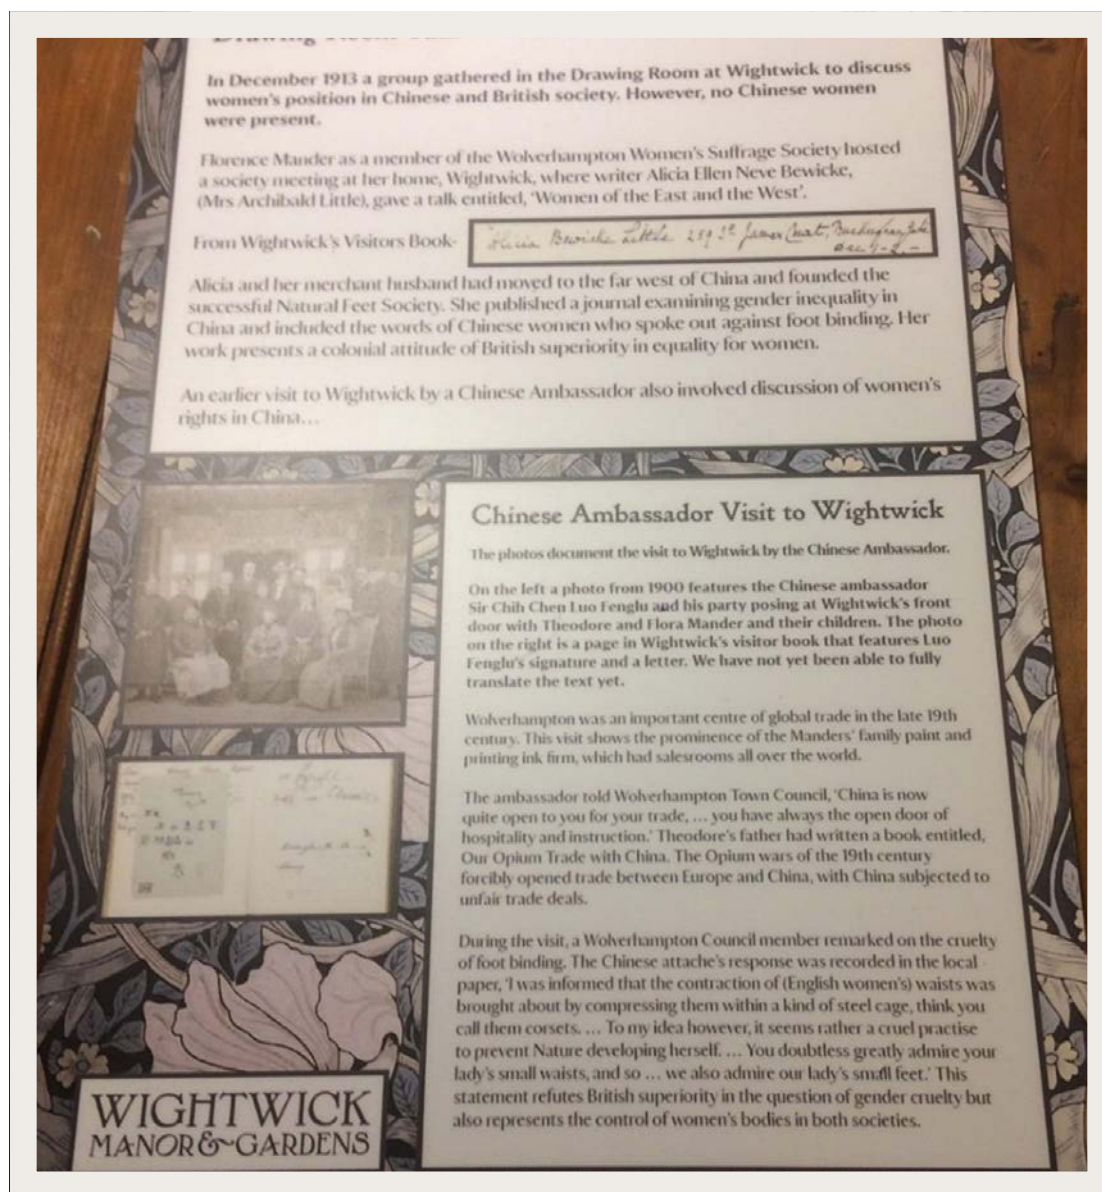 In December 1913 a group gathered in the Drawing Room at Wightwick to discuss
women's position in Chinese and British society. However, no Chinese women
were present.
Florence Mander as a member of the Wolverhampton Women's Suffrage Society hosted
a society meeting at her home, Wightwick, where writer Alicia Ellen Neve Bewicke,
(Mrs Archibald Little), gave a talk entitled, 'Women of the East and the West'.
From Wightwick's Visitors Book-
Alicia Bewicke Little 259 St James Court, Buckingham Gate
Alicia and her merchant husband had moved to the far west of China and founded the
successful Natural Feet Society. She published a journal examining gender inequality in
China and included the words of Chinese women who spoke out against foot binding. Her
work presents a colonial attitude of British superiority in equality for women.
An earlier visit to Wightwick by a Chinese Ambassador also involved discussion of women's
rights in China...
Chinese Ambassador Visit to Wightwick
The photos document the visit to Wightwick by the Chinese Ambassador.
On the left a photo from 1900 features the Chinese ambassador
Sir Chih Chen Luo Fenglu and his party posing at Wightwick's front
door with Theodore and Flora Mander and their children. The photo
on the right is a page in Wightwick's visitor book that features Luo
Fenglu's signature and a letter. We have not yet been able to fully
translate the text yet.
Wolverhampton was an important centre of global trade in the late 19th
century. This visit shows the prominence of the Manders' family paint and
printing ink firm, which had salesrooms all over the world.
The ambassador told Wolverhampton Town Council, 'China is now
quite open to you for your trade, ... you have always the open door of
hospitality and instruction.' Theodore's father had written a book entitled,
Our Opium Trade with China. The Opium wars of the 19th century
forcibly opened trade between Europe and China, with China subjected to
unfair trade deals.
During the visit, a Wolverhampton Council member remarked on the cruelty
of foot binding. The Chinese attache's response was recorded in the local
paper, 'I was informed that the contraction of (English women's) waists was
brought about by compressing them within a kind of steel cage, think you
call them corsets. ... To my idea however, it seems rather a cruel practise
to prevent Nature developing herself. ... You doubtless greatly admire your
lady's small waists, and so ... we also admire our lady's small feet.' This
statement refutes British superiority in the question of gender cruelty but
also represents the control of women's bodies in both societies.
WIGHTWICK
MANOR & GARDENS